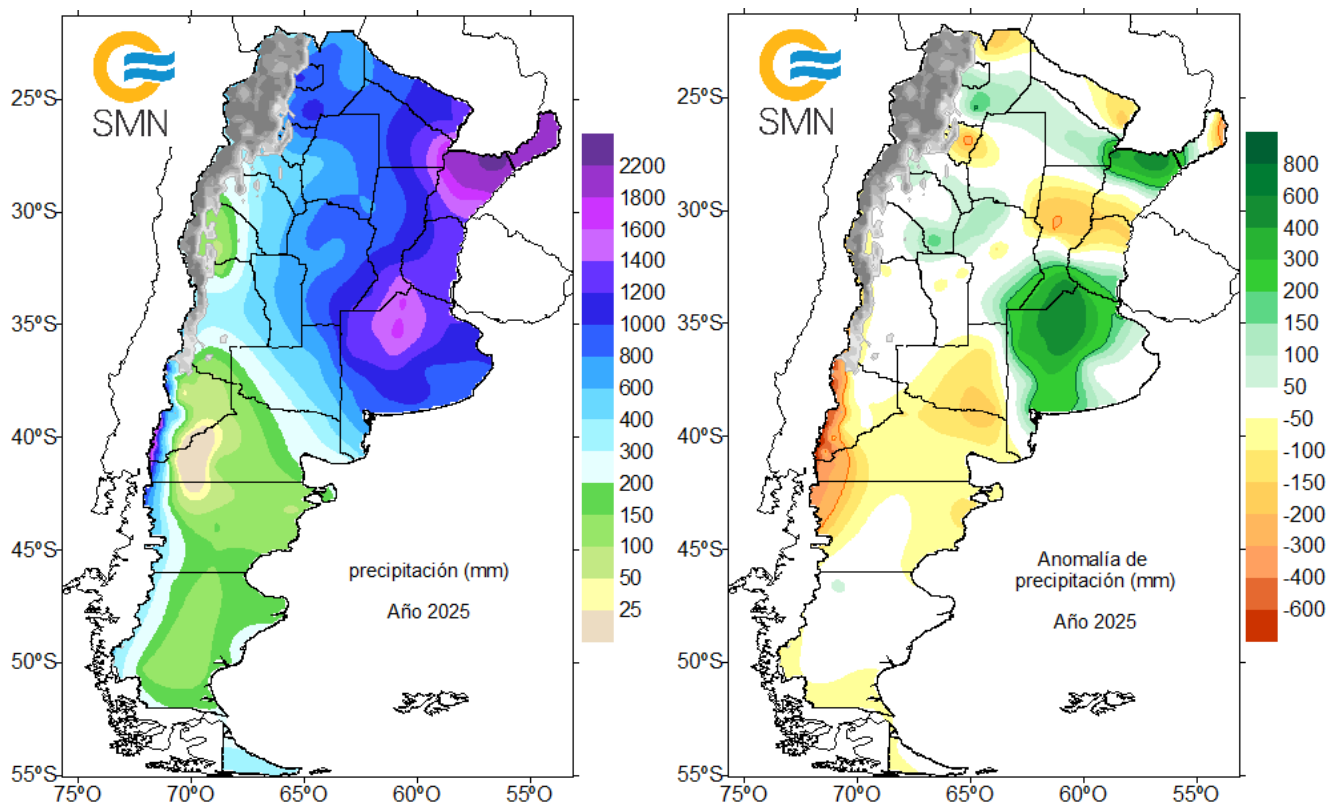 SMN
25ºS
30ºS
35ºS
40ºS
45ºS
50ºS
55ºS
75ºO
70ºO
65ºO
60ºO
55ºO
2200
1800
1600
1400
1200
1000
800
600
400
300
200
150
100
50
25
precipitación (mm)
Año 2025
SMN
25ºS
30ºS
35ºS
40ºS
45ºS
50ºS
55ºS
75ºO
70ºO
65ºO
60ºO
55ºO
800
600
400
300
200
150
100
50
-50
-100
-150
-200
-300
-400
-600
Anomalía de
precipitación (mm)
Año 2025